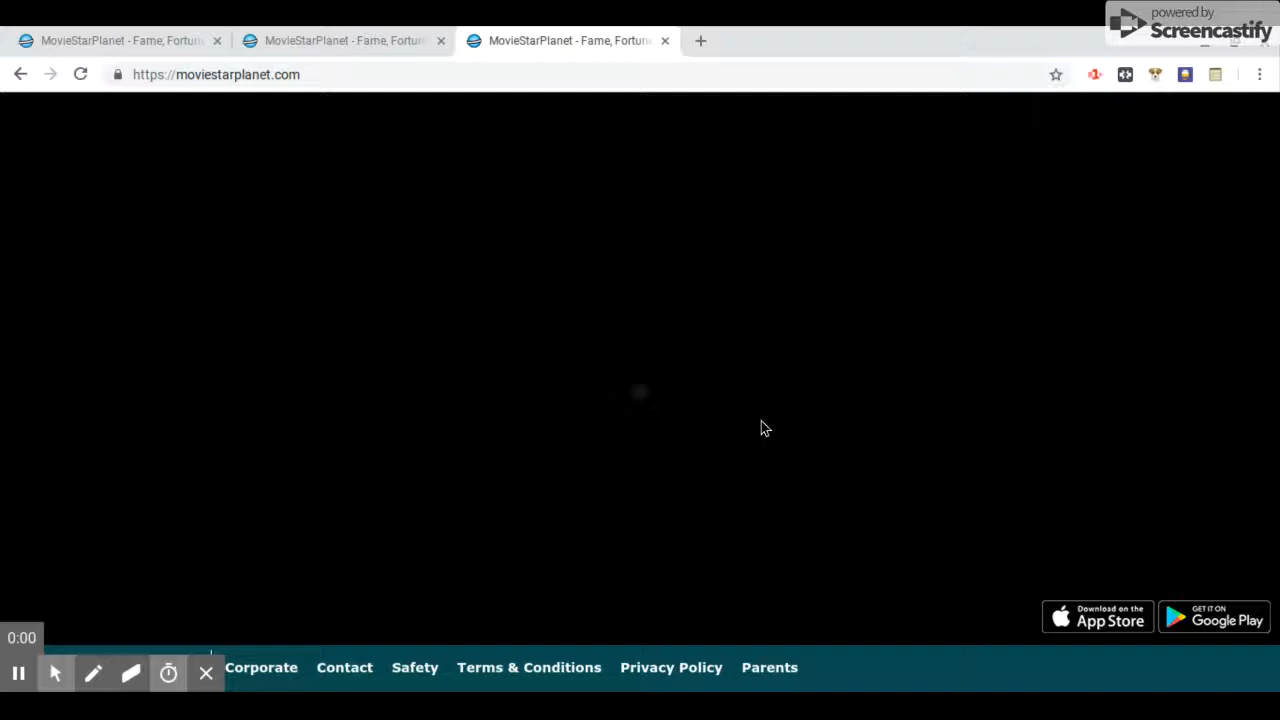 powered by
Screencastify
MovieStarPlanet - Fame, Fortun
MovieStarPlanet - Fame, Fortun
MovieStarPlanet - Fame, Fortun
https://moviestarplanet.com
Download on the
App Store
GET IT ON
Google Play
0:00
Corporate Contact Safety Terms & Conditions Privacy Policy Parents